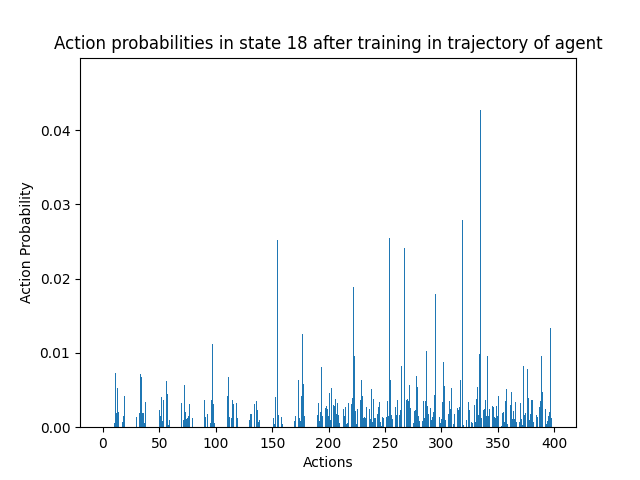 Action probabilities in state 18 after training in trajectory of agent
0.04
0.03
0.02
0.01
0.00
Action Probability
0 50 100 150 200 250 300 350 400
Actions